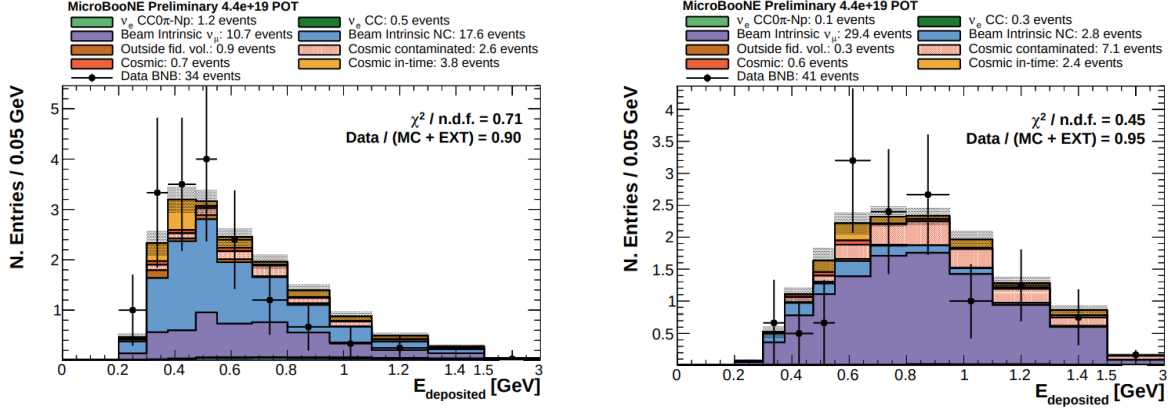 MicroBooNE Preliminary 4.4e+19 POT
νe CC0π-Np: 1.2 events
νe CC: 0.5 events
Beam Intrinsic νμ: 10.7 events
Beam Intrinsic NC: 17.6 events
Outside fid. vol.: 0.9 events
Cosmic contaminated: 2.6 events
Cosmic: 0.7 events
Cosmic in-time: 3.8 events
Data BNB: 34 events
N. Entries / 0.05 GeV
5
4
3
2
1
χ2 / n.d.f. = 0.71
Data / (MC + EXT) = 0.90
0 0.2 0.4 0.6 0.8 1 1.2 1.4 1.5 3
Edeposited [GeV]
MicroBooNE Preliminary 4.4e+19 POT
νe CC0π-Np: 0.1 events
νe CC: 0.3 events
Beam Intrinsic νμ: 29.4 events
Beam Intrinsic NC: 2.8 events
Outside fid. vol.: 0.3 events
Cosmic contaminated: 7.1 events
Cosmic: 0.6 events
Cosmic in-time: 2.4 events
Data BNB: 41 events
N. Entries / 0.05 GeV
4
3.5
3
2.5
2
1.5
1
0.5
χ2 / n.d.f. = 0.45
Data / (MC + EXT) = 0.95
0 0.2 0.4 0.6 0.8 1 1.2 1.4 1.5 3
Edeposited [GeV]